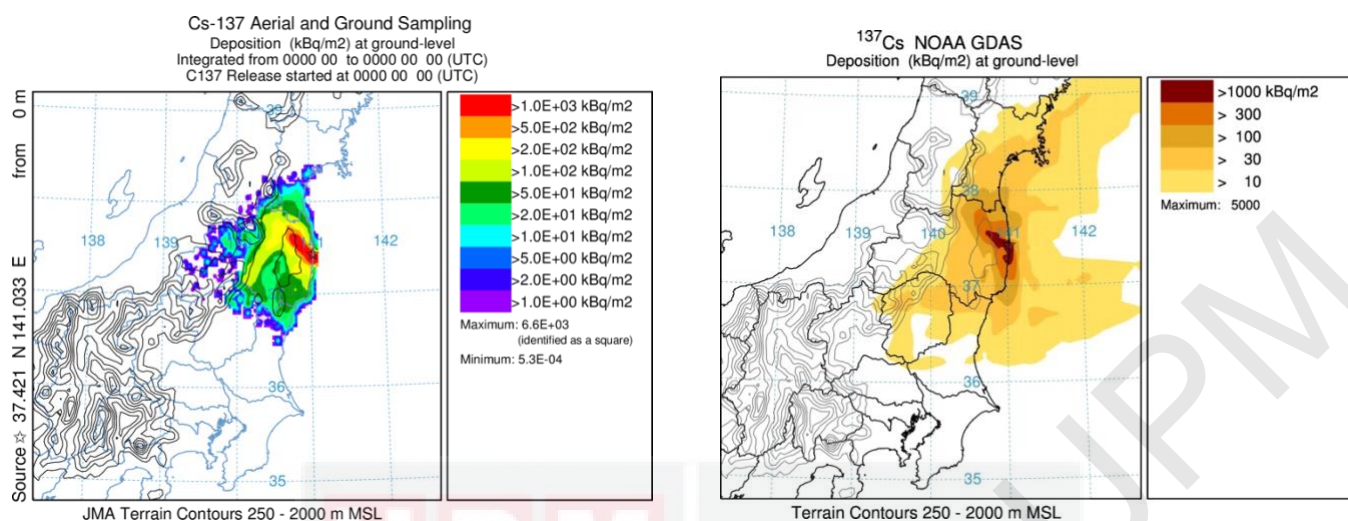 Cs-137 Aerial and Ground Sampling
Deposition (kBq/m2) at ground-level
Integrated from 0000 00 to 0000 00 00 (UTC)
C137 Release started at 0000 00 00 (UTC)
Source ☆ 37.421 N 141.033 E from 0 m
39
138
139
142
36
35
>1.0E+03 kBq/m2
>5.0E+02 kBq/m2
>2.0E+02 kBq/m2
>1.0E+02 kBq/m2
>5.0E+01 kBq/m2
>2.0E+01 kBq/m2
>1.0E+01 kBq/m2
>5.0E+00 kBq/m2
>2.0E+00 kBq/m2
>1.0E+00 kBq/m2
Maximum: 6.6E+03
(identified as a square)
Minimum: 5.3E-04
JMA Terrain Contours 250 - 2000 m MSL
137Cs NOAA GDAS
Deposition (kBq/m2) at ground-level
39
38
138
139
140
141
142
37
36
35
>1000 kBq/m2
> 300
> 100
> 30
> 10
Maximum: 5000
Terrain Contours 250 - 2000 m MSL
UPM